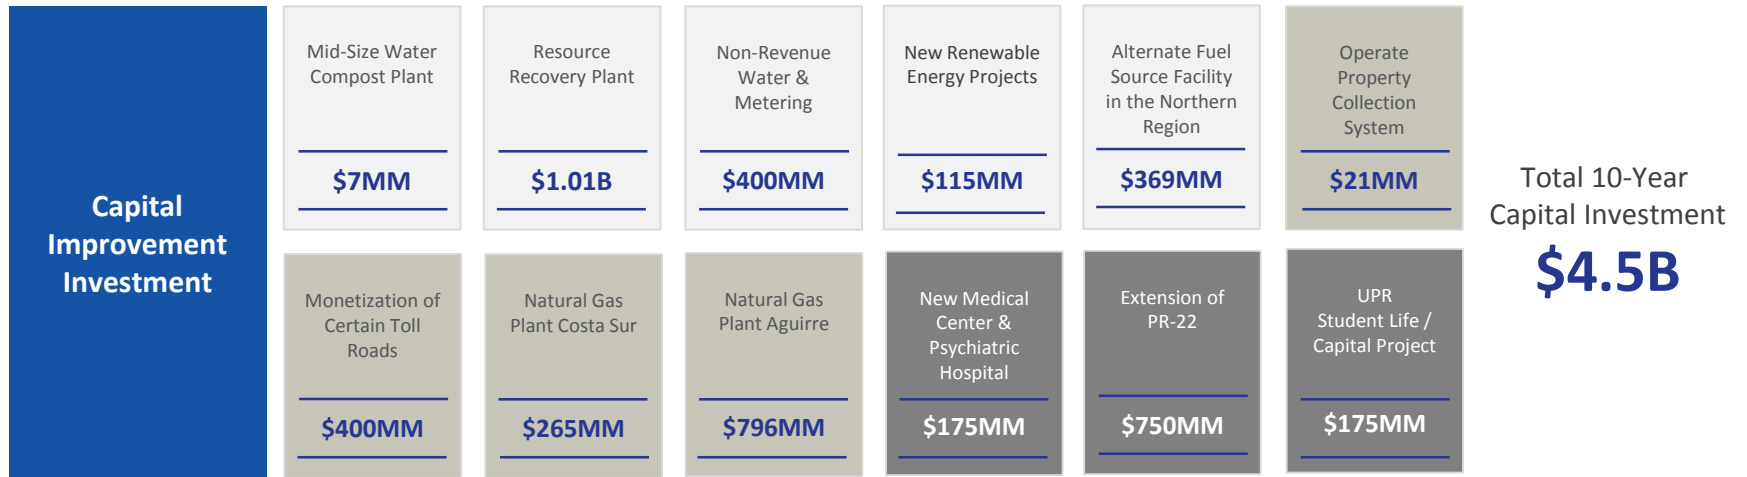 Capital
Improvement
Investment
Mid-Size Water
Compost Plant
$7MM
Resource
Recovery Plant
$1.01B
Non-Revenue
Water &
Metering
$400MM
New Renewable
Energy Projects
$115MM
Alternate Fuel
Source Facility
in the Northern
Region
$369MM
Operate
Property
Collection
System
$21MM
Monetization of
Certain Toll
Roads
$400MM
Natural Gas
Plant Costa Sur
$265MM
Natural Gas
Plant Aguirre
$796MM
New Medical
Center &
Psychiatric
Hospital
$175MM
Extension of
PR-22
$750MM
UPR
Student Life /
Capital Project
$175MM
Total 10-Year
Capital Investment
$4.5B